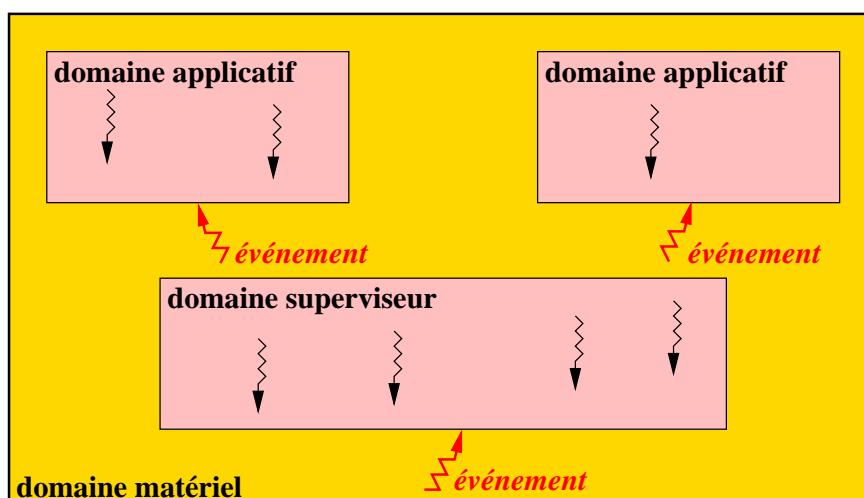 domaine applicatif
domaine applicatif
événement
événement
domaine superviseur
événement
domaine matériel